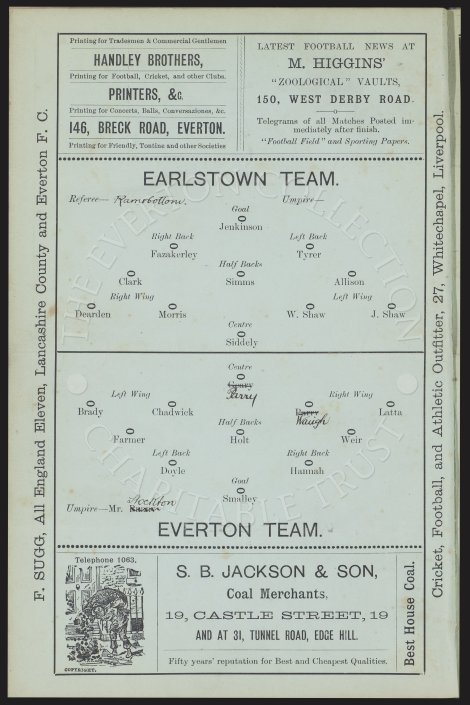 Printing for Tradesmen & Commercial Gentlemen
HANDLEY BROTHERS,
Printing for Football, Cricket, and other Clubs.
PRINTERS, &c.
Printing for Concerts, Balls, Conversaziones, &c.
146, BRECK ROAD, EVERTON.
Printing for Friendly, Tontine and other Societies
LATEST FOOTBALL NEWS AT
M. HIGGINS'
"ZOOLOGICAL" VAULTS,
150, WEST DERBY ROAD.
Telegrams of all Matches Posted im-
mediately after finish.
"Football Field" and Sporting Papers.
F. SUGG, All England Eleven, Lancashire County and Everton F. C.
EARLSTOWN TEAM.
Referee— Ramsbottom. Umpire—
Goal
Jenkinson
Right Back Left Back
Fazakerley Tyrer
Half Backs
Clark Simms Allison
Right Wing Left Wing
Dearden Morris W. Shaw J. Shaw
Centre
Siddely
Centre
Parry
Left Wing Right Wing
Brady Chadwick Parry Latta
Waugh
Half Backs
Farmer Holt Weir
Left Back Right Back
Doyle Hannah
Goal
Smalley
Stockton
Umpire—Mr.
EVERTON TEAM.
Telephone 1063.
COPYRIGHT.
S. B. JACKSON & SON,
Coal Merchants,
19, CASTLE STREET, 19
AND AT 31, TUNNEL ROAD, EDGE HILL.
Fifty years' reputation for Best and Cheapest Qualities.
Best House Coal.
Cricket, Football, and Athletic Outfitter, 27, Whitechapel, Liverpool.
THE EVERTON COLLECTION
CHARITABLE TRUST